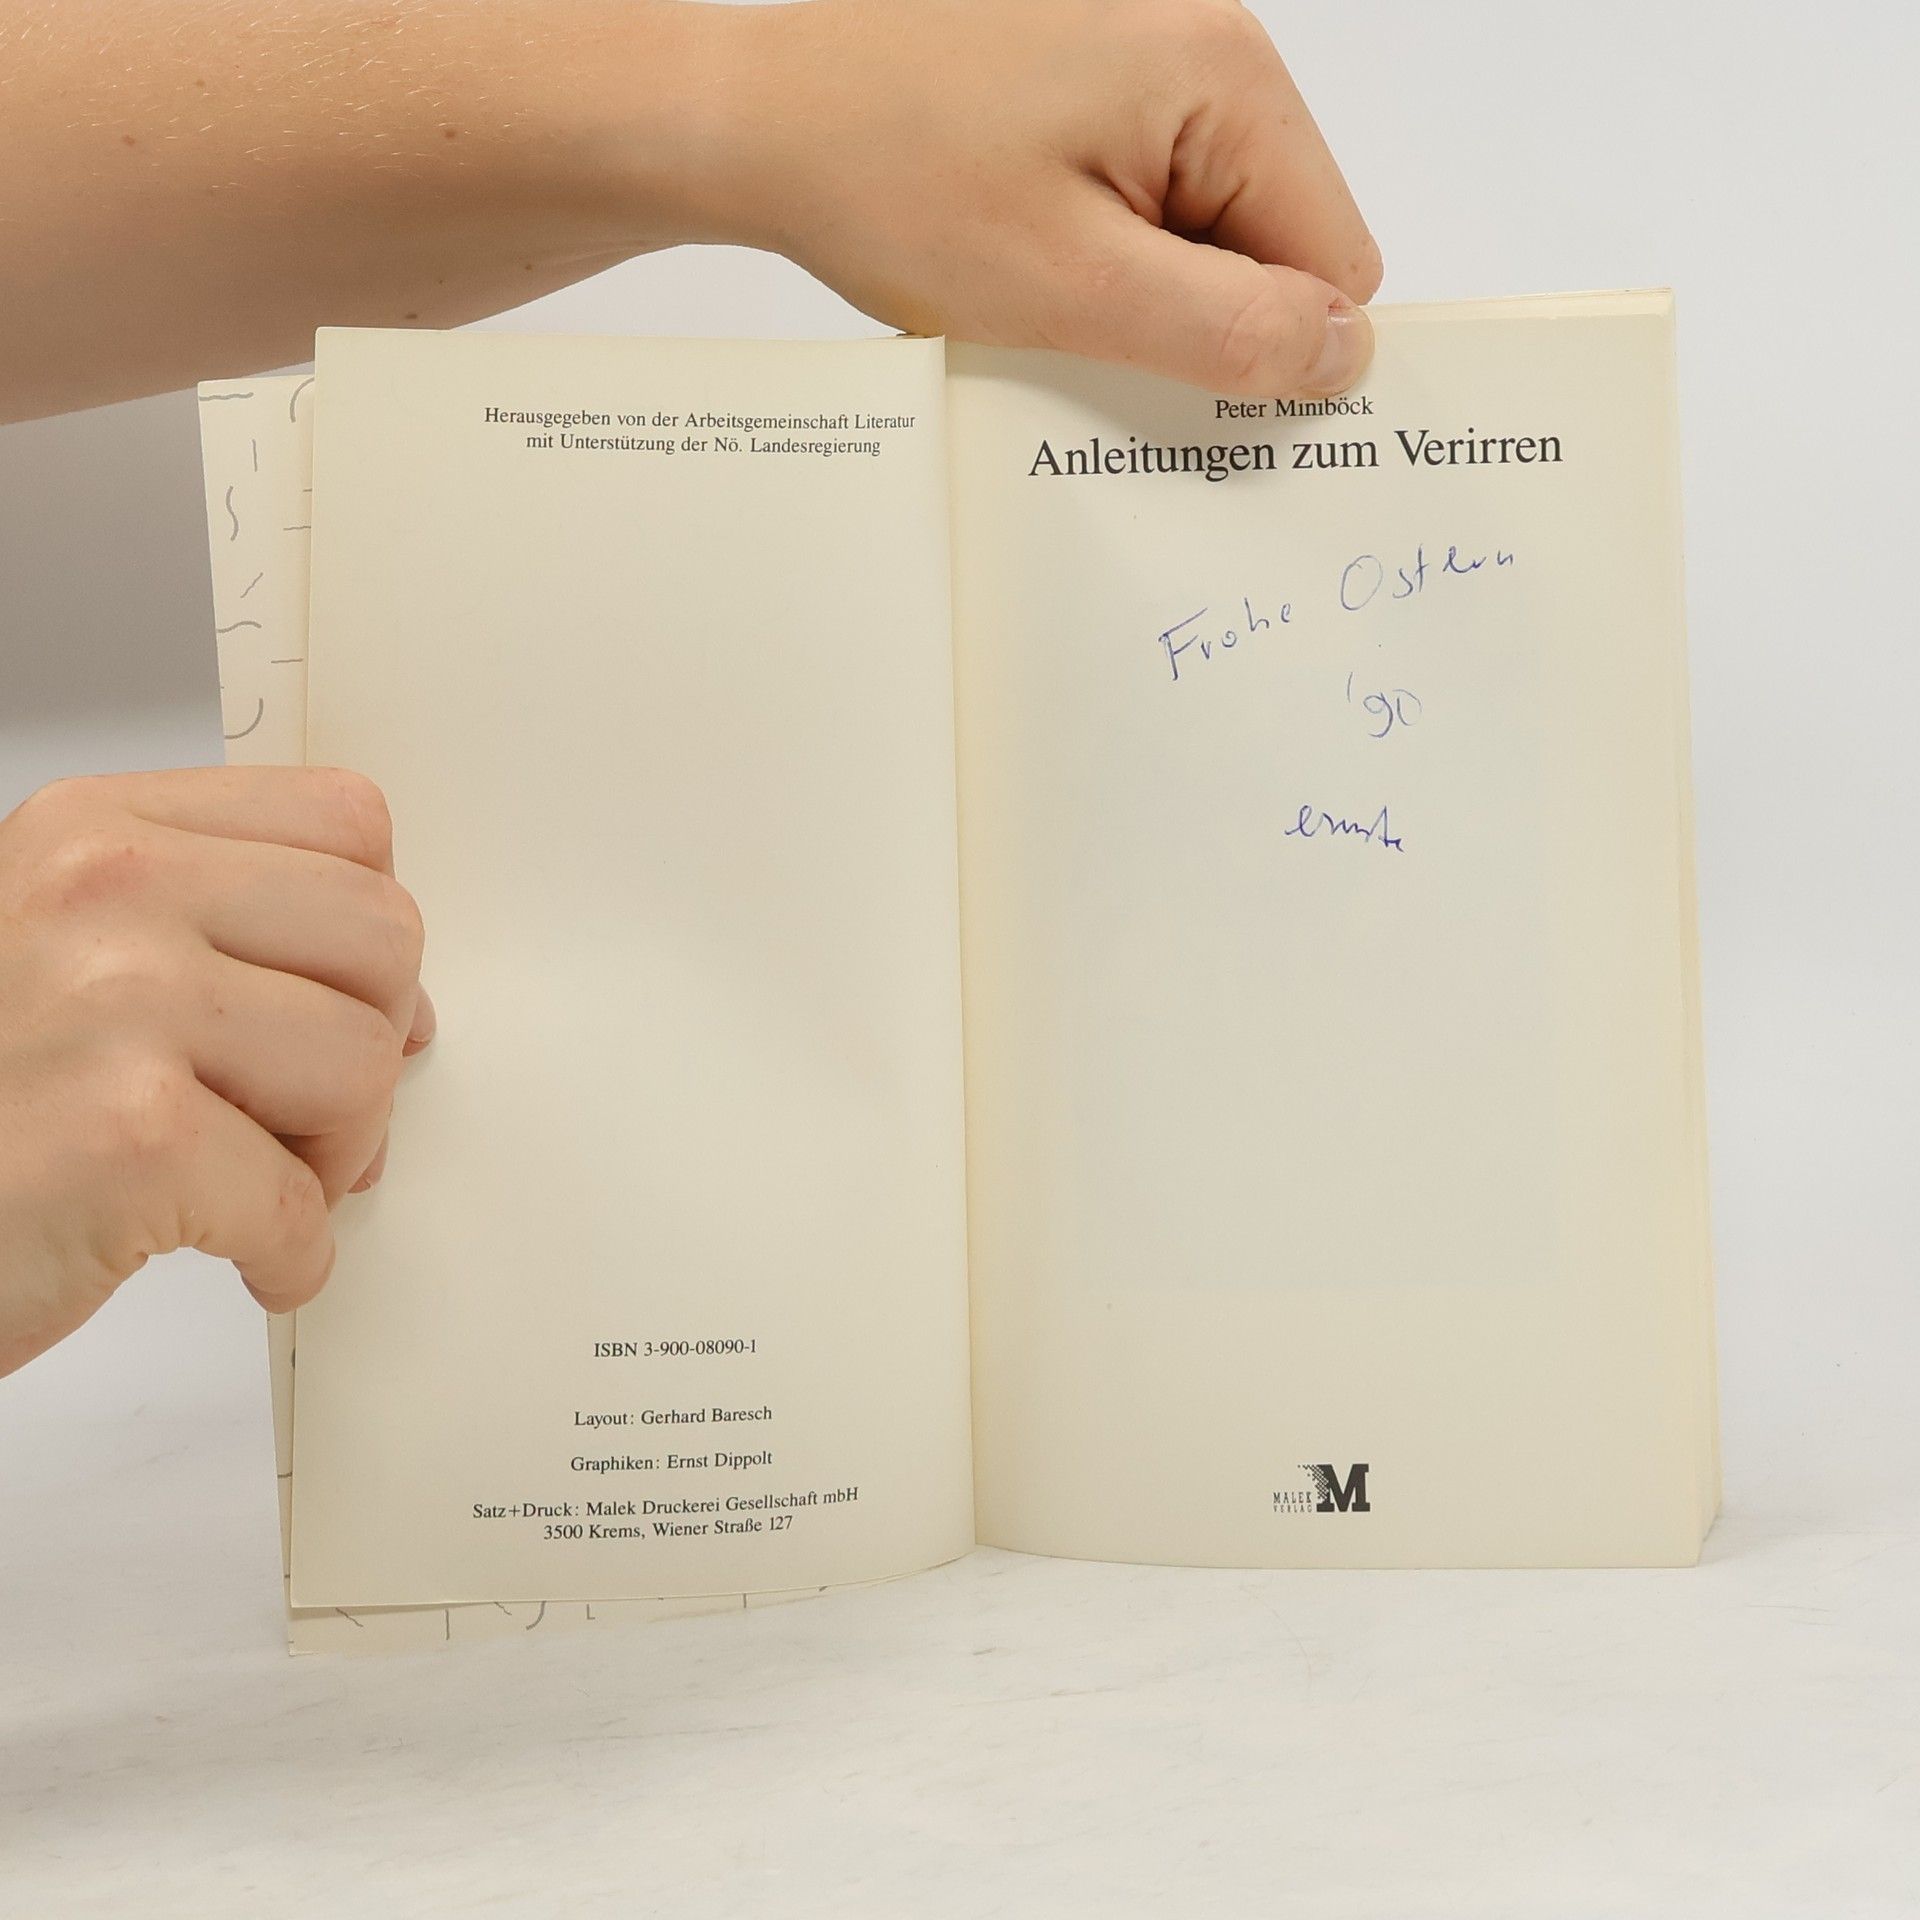 Herausgegeben von der Arbeitsgemeinschaft Literatur
mit Unterstützung der Nö. Landesregierung
ISBN 3-900-08090-1
Layout: Gerhard Baresch
Graphiken: Ernst Dippolt
Satz+Druck: Malek Druckerei Gesellschaft mbH
3500 Krems, Wiener Straße 127
Peter Miniböck
Anleitungen zum Verirren
Frohe Ostern
'90
MALEK M
VERLAG